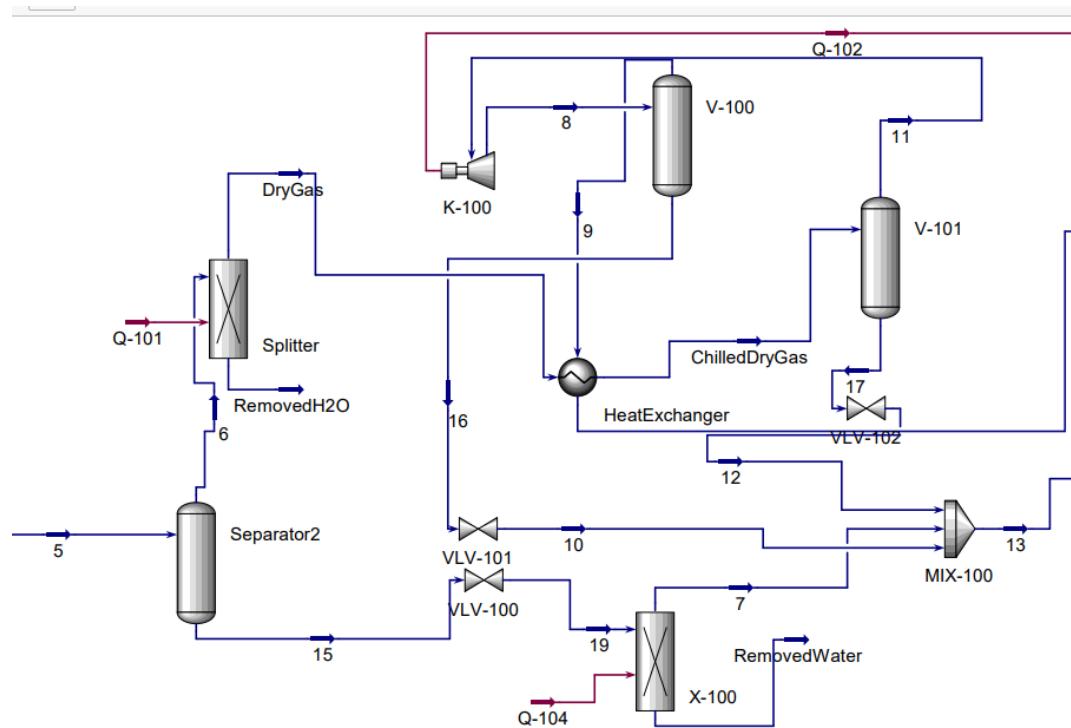 Q-102
V-100
8
11
DryGas
K-100
9
V-101
Q-101
Splitter
ChilledDryGas
RemovedH2O
17
16
HeatExchanger
6
VLV-102
12
Separator2
5
10
13
VLV-101
MIX-100
VLV-100
7
15
19
RemovedWater
X-100
Q-104